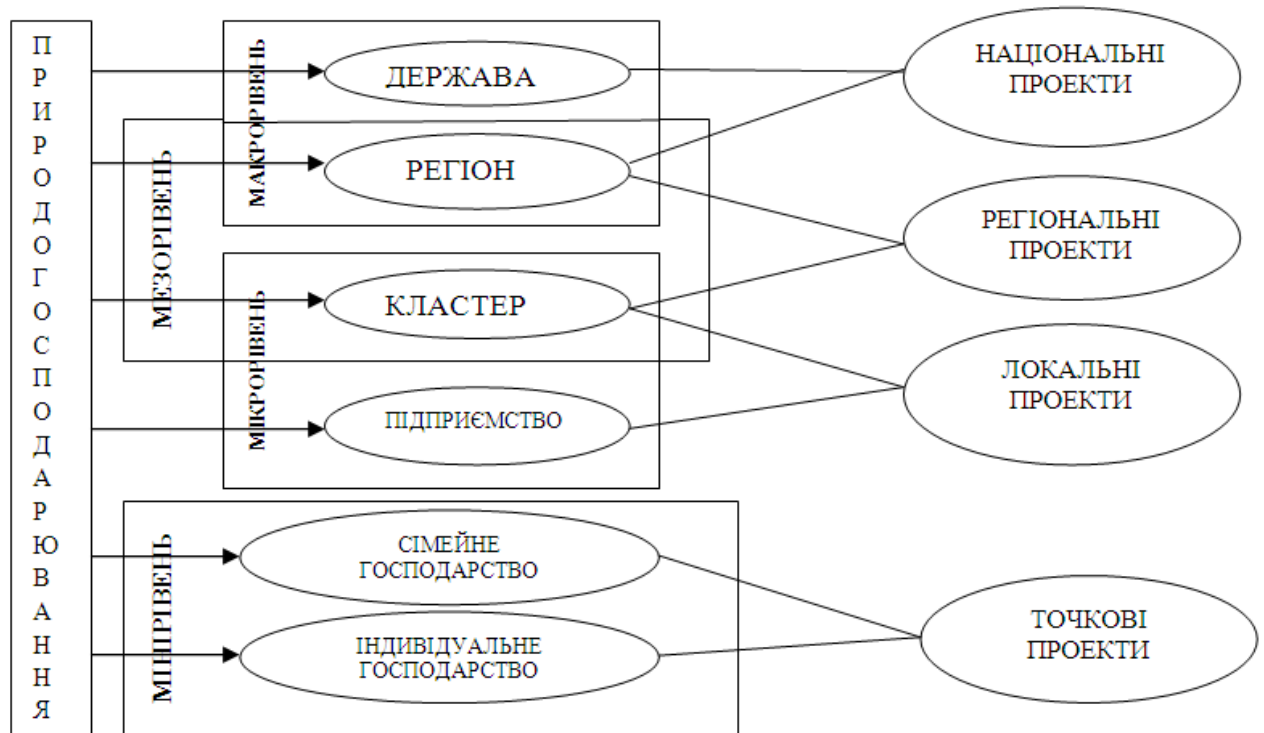 ПРИРОДОГОСПОДАРЮВАННЯ
МАКРОРІВЕНЬ
МЕЗОРІВЕНЬ
МІКРОРІВЕНЬ
МІНІРІВЕНЬ
ДЕРЖАВА
РЕГІОН
КЛАСТЕР
ПІДПРИЄМСТВО
СІМЕЙНЕ
ГОСПОДАРСТВО
ІНДИВІДУАЛЬНЕ
ГОСПОДАРСТВО
НАЦІОНАЛЬНІ
ПРОЕКТИ
РЕГІОНАЛЬНІ
ПРОЕКТИ
ЛОКАЛЬНІ
ПРОЕКТИ
ТОЧКОВІ
ПРОЕКТИ